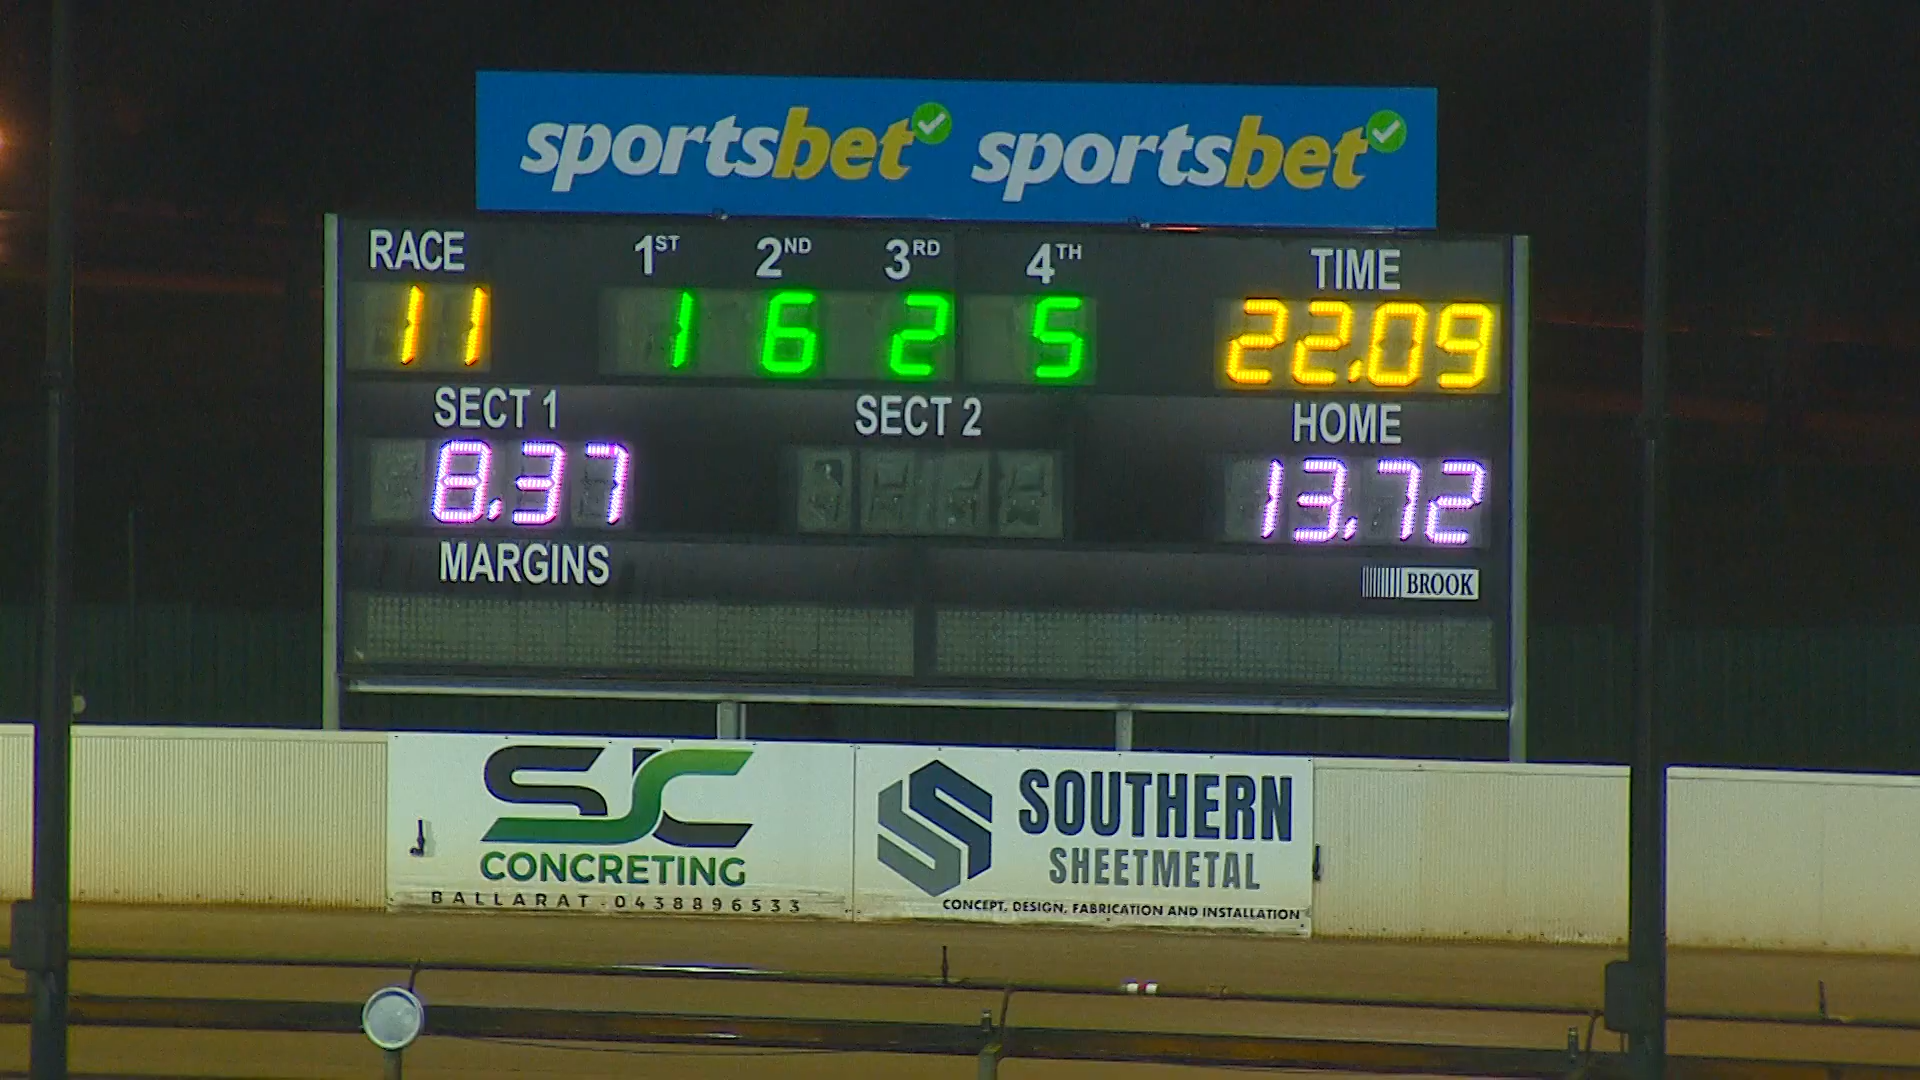 sportsbet sportsbet
RACE 1ST 2ND 3RD 4TH TIME
11 1 6 2 5 22.09
SECT 1 SECT 2 HOME
8.37 13.72
MARGINS
BROOK
SJC
CONCRETING
BALLARAT - 0438896533
SOUTHERN
SHEETMETAL
CONCEPT, DESIGN, FABRICATION AND INSTALLATION